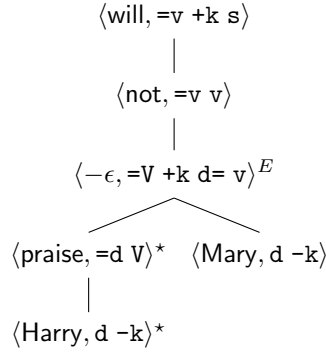 ⟨will, =v +k s⟩
⟨not, =v v⟩
⟨−ϵ, =V +k d= v⟩ᴱ
⟨praise, =d V⟩⋆ ⟨Mary, d -k⟩
⟨Harry, d -k⟩⋆